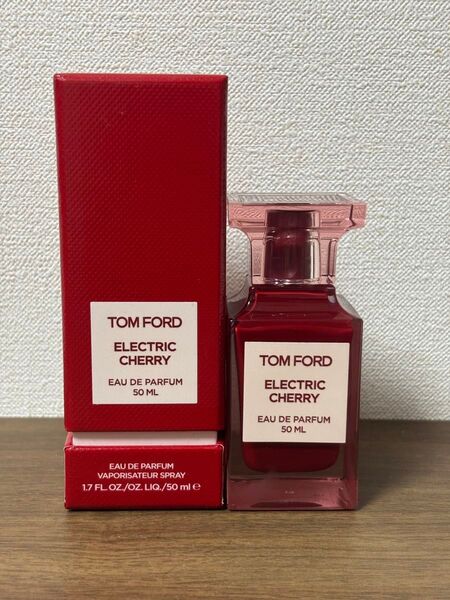 TOM FORD
ELECTRIC
CHERRY
EAU DE PARFUM
50 ML
EAU DE PARFUM
VAPORISATEUR SPRAY
1.7 FL. OZ./OZ. LIQ./50 ml ℮
TOM FORD
ELECTRIC
CHERRY
EAU DE PARFUM
50 ML